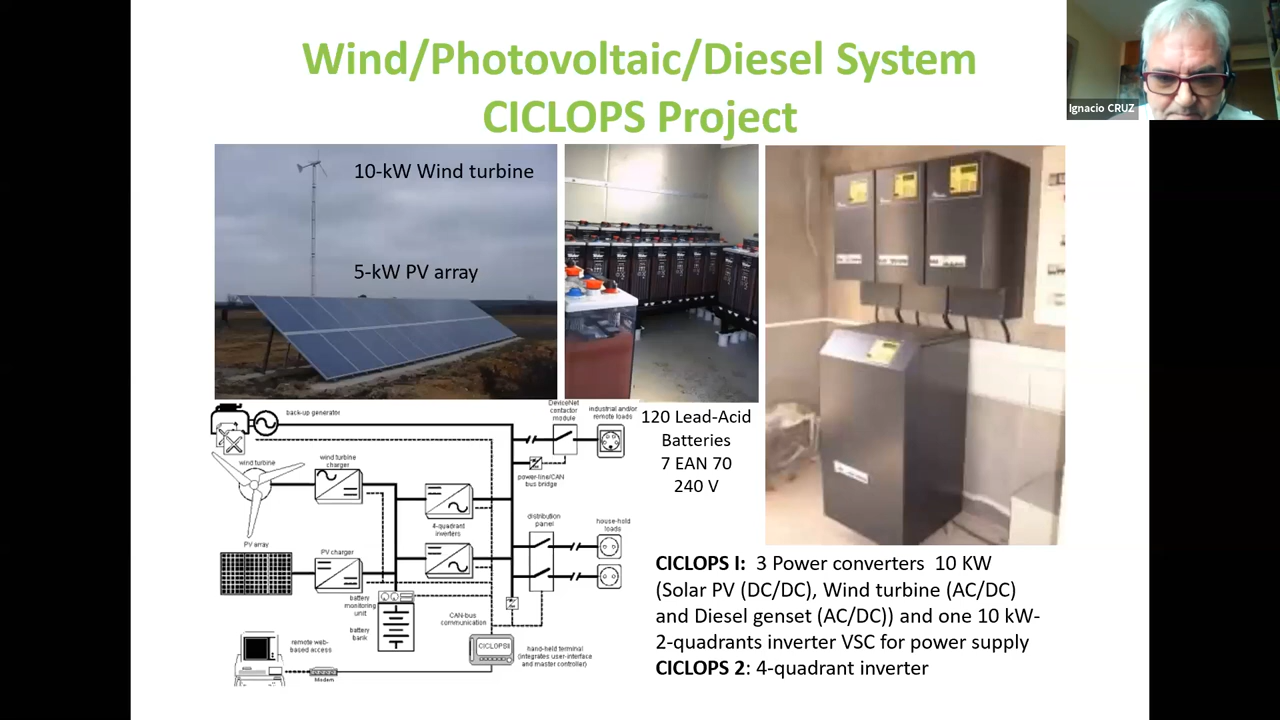 Wind/Photovoltaic/Diesel System
CICLOPS Project
Ignacio CRUZ
10-kW Wind turbine
5-kW PV array
120 Lead-Acid
Batteries
7 EAN 70
240 V
back-up generator
DeviceNet
contactor
module
industrial and/or
remote loads
wind turbine
wind turbine
charger
power-line/CAN
bus bridge
4-quadrant
inverters
distribution
panel
house-hold
loads
PV array
PV charger
battery
monitoring
unit
battery
bank
CAN-bus
communication
remote web-
based access
Modem
CICLOPSII
hand-held terminal
(integrates user-interface
and master controller)
CICLOPS I: 3 Power converters 10 KW
(Solar PV (DC/DC), Wind turbine (AC/DC)
and Diesel genset (AC/DC)) and one 10 kW-
2-quadrants inverter VSC for power supply
CICLOPS 2: 4-quadrant inverter